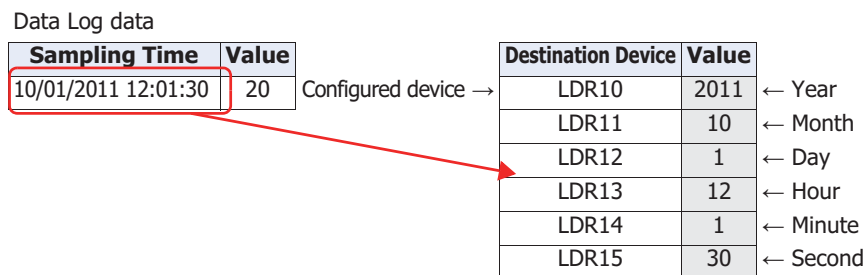 Data Log data
Sampling Time Value Destination Device Value
10/01/2011 12:01:30 20 Configured device → LDR10 2011 ← Year
LDR11 10 ← Month
LDR12 1 ← Day
LDR13 12 ← Hour
LDR14 1 ← Minute
LDR15 30 ← Second